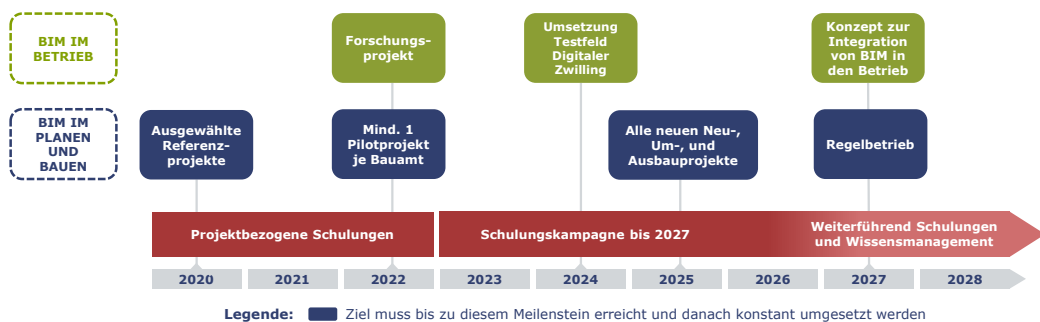 BIM IM
BETRIEB
Forschungs-
projekt
Umsetzung
Testfeld
Digitaler
Zwilling
Konzept zur
Integration
von BIM in
den Betrieb
BIM IM
PLANEN
UND
BAUEN
Ausgewählte
Referenz-
projekte
Mind. 1
Pilotprojekt
je Bauamt
Alle neuen Neu-,
Um-, und
Ausbauprojekte
Regelbetrieb
Projektbezogene Schulungen
Schulungskampagne bis 2027
Weiterführend Schulungen
und Wissensmanagement
2020 2021 2022 2023 2024 2025 2026 2027 2028
Legende: Ziel muss bis zu diesem Meilenstein erreicht und danach konstant umgesetzt werden